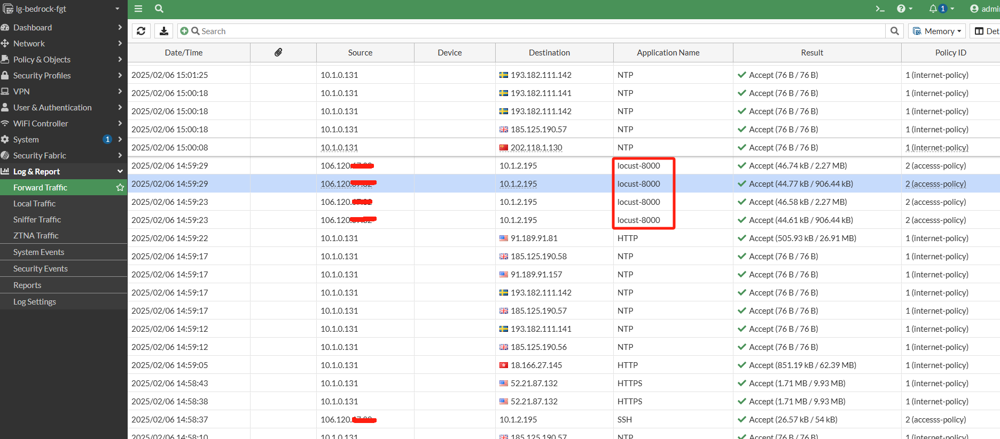 lg-bedrock-fgt
admin
Dashboard
Network
Policy & Objects
Security Profiles
VPN
User & Authentication
WiFi Controller
System 1
Security Fabric
Log & Report
Forward Traffic
Local Traffic
Sniffer Traffic
ZTNA Traffic
System Events
Security Events
Reports
Log Settings
1
Search
Memory
Det
Date/Time Source Device Destination Application Name Result Policy ID
2025/02/06 15:01:25 10.1.0.131 193.182.111.142 NTP Accept (76 B / 76 B) 1 (internet-policy)
2025/02/06 15:00:18 10.1.0.131 193.182.111.141 NTP Accept (76 B / 76 B) 1 (internet-policy)
2025/02/06 15:00:18 10.1.0.131 193.182.111.142 NTP Accept (76 B / 76 B) 1 (internet-policy)
2025/02/06 15:00:18 10.1.0.131 185.125.190.57 NTP Accept (76 B / 76 B) 1 (internet-policy)
2025/02/06 15:00:08 10.1.0.131 202.118.1.130 NTP Accept (76 B / 76 B) 1 (internet-policy)
2025/02/06 14:59:29 106.120. 10.1.2.195 locust-8000 Accept (46.74 kB / 2.27 MB) 2 (accesss-policy)
2025/02/06 14:59:29 106.120. 10.1.2.195 locust-8000 Accept (44.77 kB / 906.44 kB) 2 (accesss-policy)
2025/02/06 14:59:23 106.120. 10.1.2.195 locust-8000 Accept (46.58 kB / 2.27 MB) 2 (accesss-policy)
2025/02/06 14:59:23 106.120. 10.1.2.195 locust-8000 Accept (44.61 kB / 906.44 kB) 2 (accesss-policy)
2025/02/06 14:59:22 10.1.0.131 91.189.91.81 HTTP Accept (505.93 kB / 26.91 MB) 1 (internet-policy)
2025/02/06 14:59:17 10.1.0.131 185.125.190.58 NTP Accept (76 B / 76 B) 1 (internet-policy)
2025/02/06 14:59:17 10.1.0.131 91.189.91.157 NTP Accept (76 B / 76 B) 1 (internet-policy)
2025/02/06 14:59:17 10.1.0.131 193.182.111.142 NTP Accept (76 B / 76 B) 1 (internet-policy)
2025/02/06 14:59:17 10.1.0.131 185.125.190.57 NTP Accept (76 B / 76 B) 1 (internet-policy)
2025/02/06 14:59:12 10.1.0.131 193.182.111.141 NTP Accept (76 B / 76 B) 1 (internet-policy)
2025/02/06 14:59:12 10.1.0.131 185.125.190.56 NTP Accept (76 B / 76 B) 1 (internet-policy)
2025/02/06 14:59:05 10.1.0.131 18.166.27.145 HTTP Accept (851.19 kB / 62.39 MB) 1 (internet-policy)
2025/02/06 14:58:43 10.1.0.131 52.21.87.132 HTTPS Accept (1.71 MB / 9.93 MB) 1 (internet-policy)
2025/02/06 14:58:38 10.1.0.131 52.21.87.132 HTTPS Accept (1.71 MB / 9.93 MB) 1 (internet-policy)
2025/02/06 14:58:37 106.120. 10.1.2.195 SSH Accept (26.57 kB / 54 kB) 2 (accesss-policy)
2025/02/06 14:58:10 10.1.0.131 185.125.190.57 NTP Accept (76 B / 76 B) 1 (internet-policy)